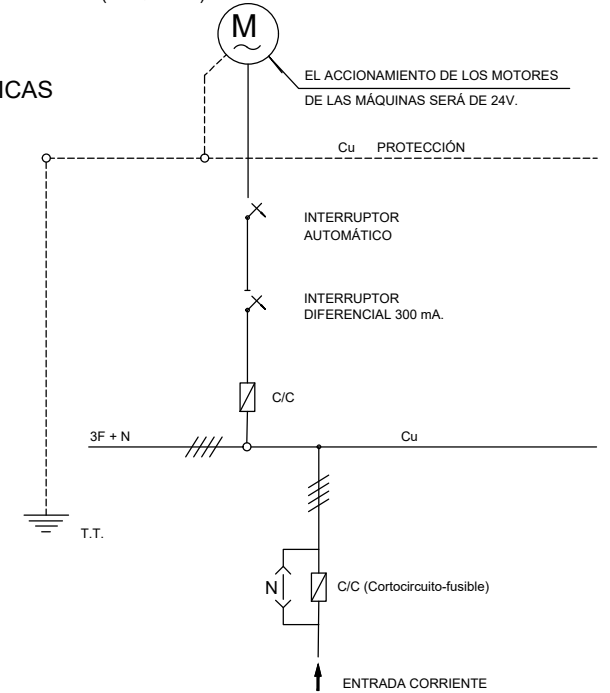 M
EL ACCIONAMIENTO DE LOS MOTORES
DE LAS MÁQUINAS SERÁ DE 24V.
ICAS
Cu PROTECCIÓN
INTERRUPTOR
AUTOMÁTICO
INTERRUPTOR
DIFERENCIAL 300 mA.
C/C
3F + N
Cu
T.T.
N
C/C (Cortocircuito-fusible)
ENTRADA CORRIENTE